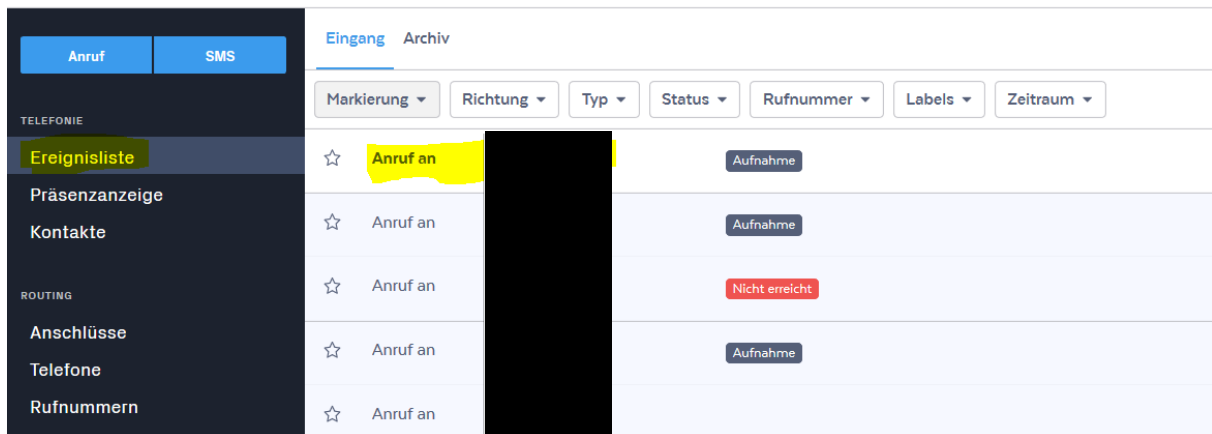 Anruf SMS
TELEFONIE
Ereignisliste
Präsenzanzeige
Kontakte
ROUTING
Anschlüsse
Telefone
Rufnummern
Eingang Archiv
Markierung Richtung Typ Status Rufnummer Labels Zeitraum
Anruf an Aufnahme
Anruf an Aufnahme
Anruf an Nicht erreicht
Anruf an Aufnahme
Anruf an